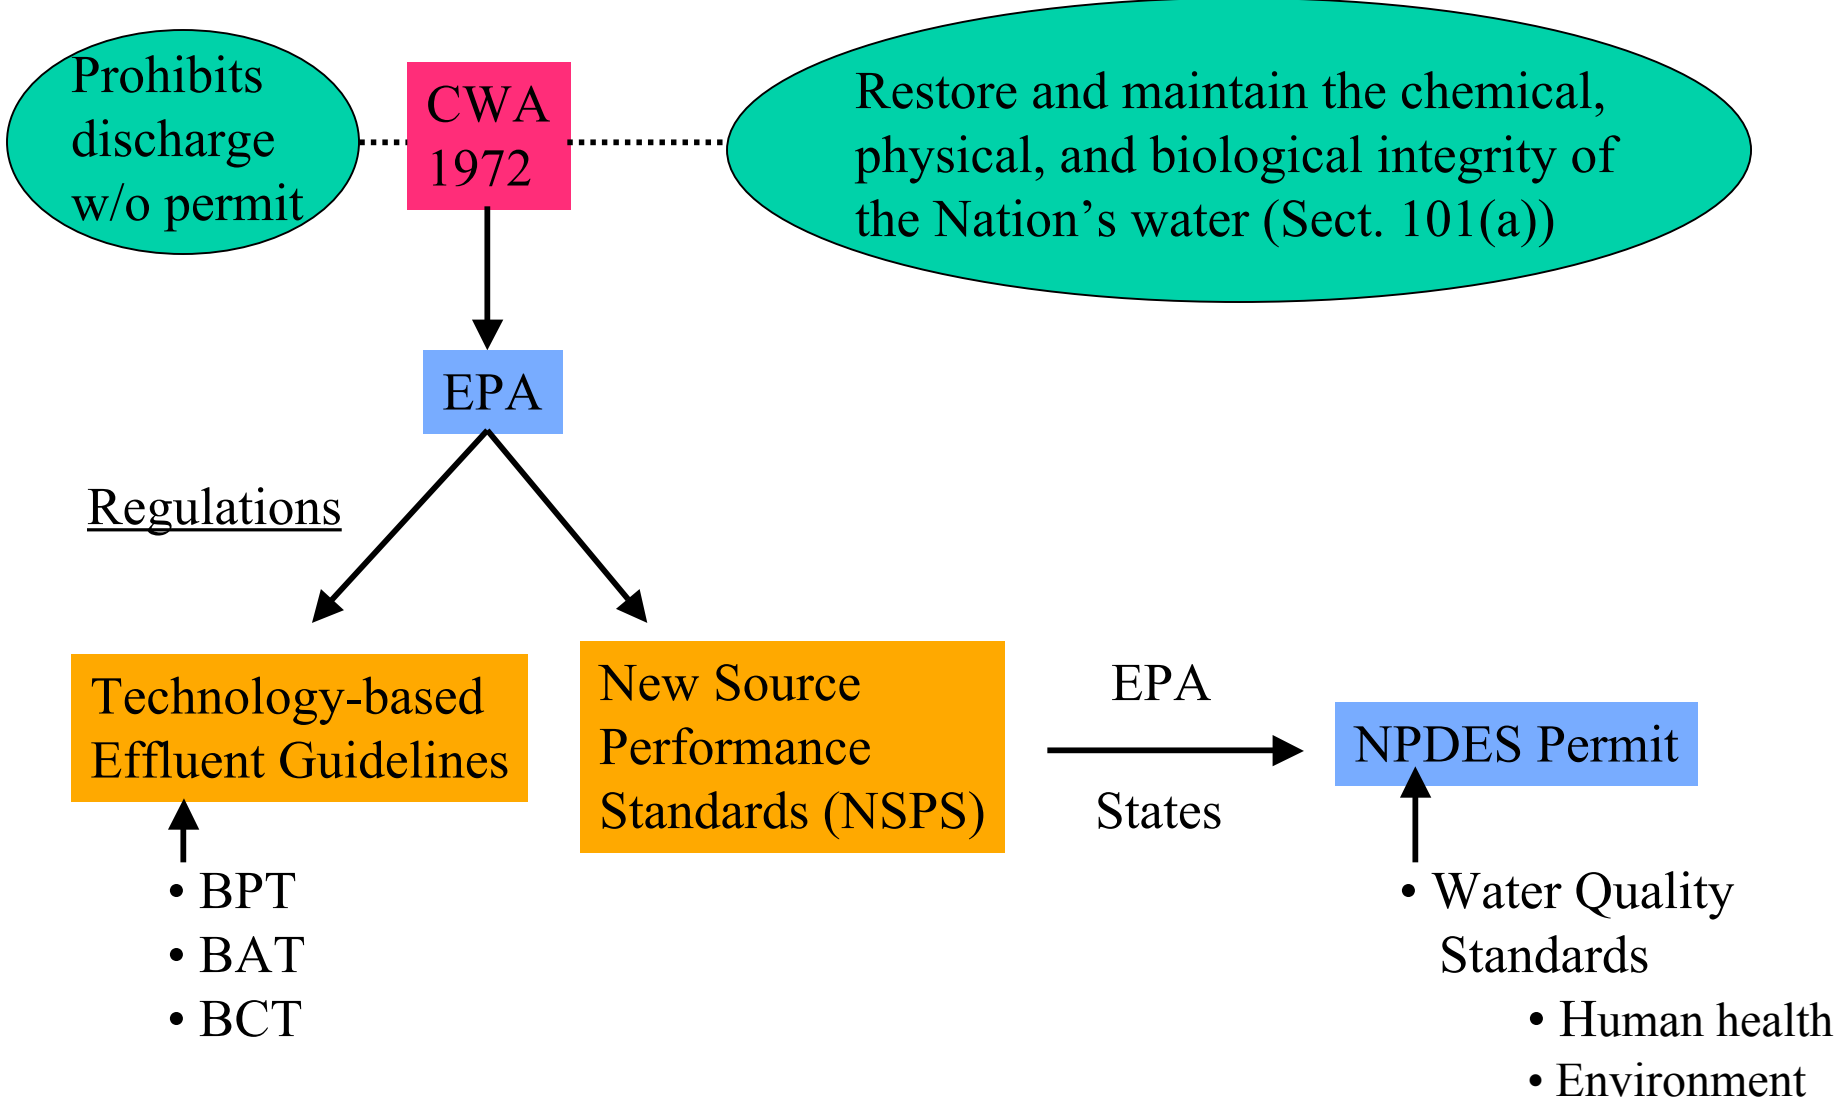 Prohibits
discharge
w/o permit
CWA
1972
Restore and maintain the chemical,
physical, and biological integrity of
the Nation’s water (Sect. 101(a))
EPA
Regulations
Technology-based
Effluent Guidelines
• BPT
• BAT
• BCT
New Source
Performance
Standards (NSPS)
EPA
States
NPDES Permit
• Water Quality
Standards
• Human health
• Environment